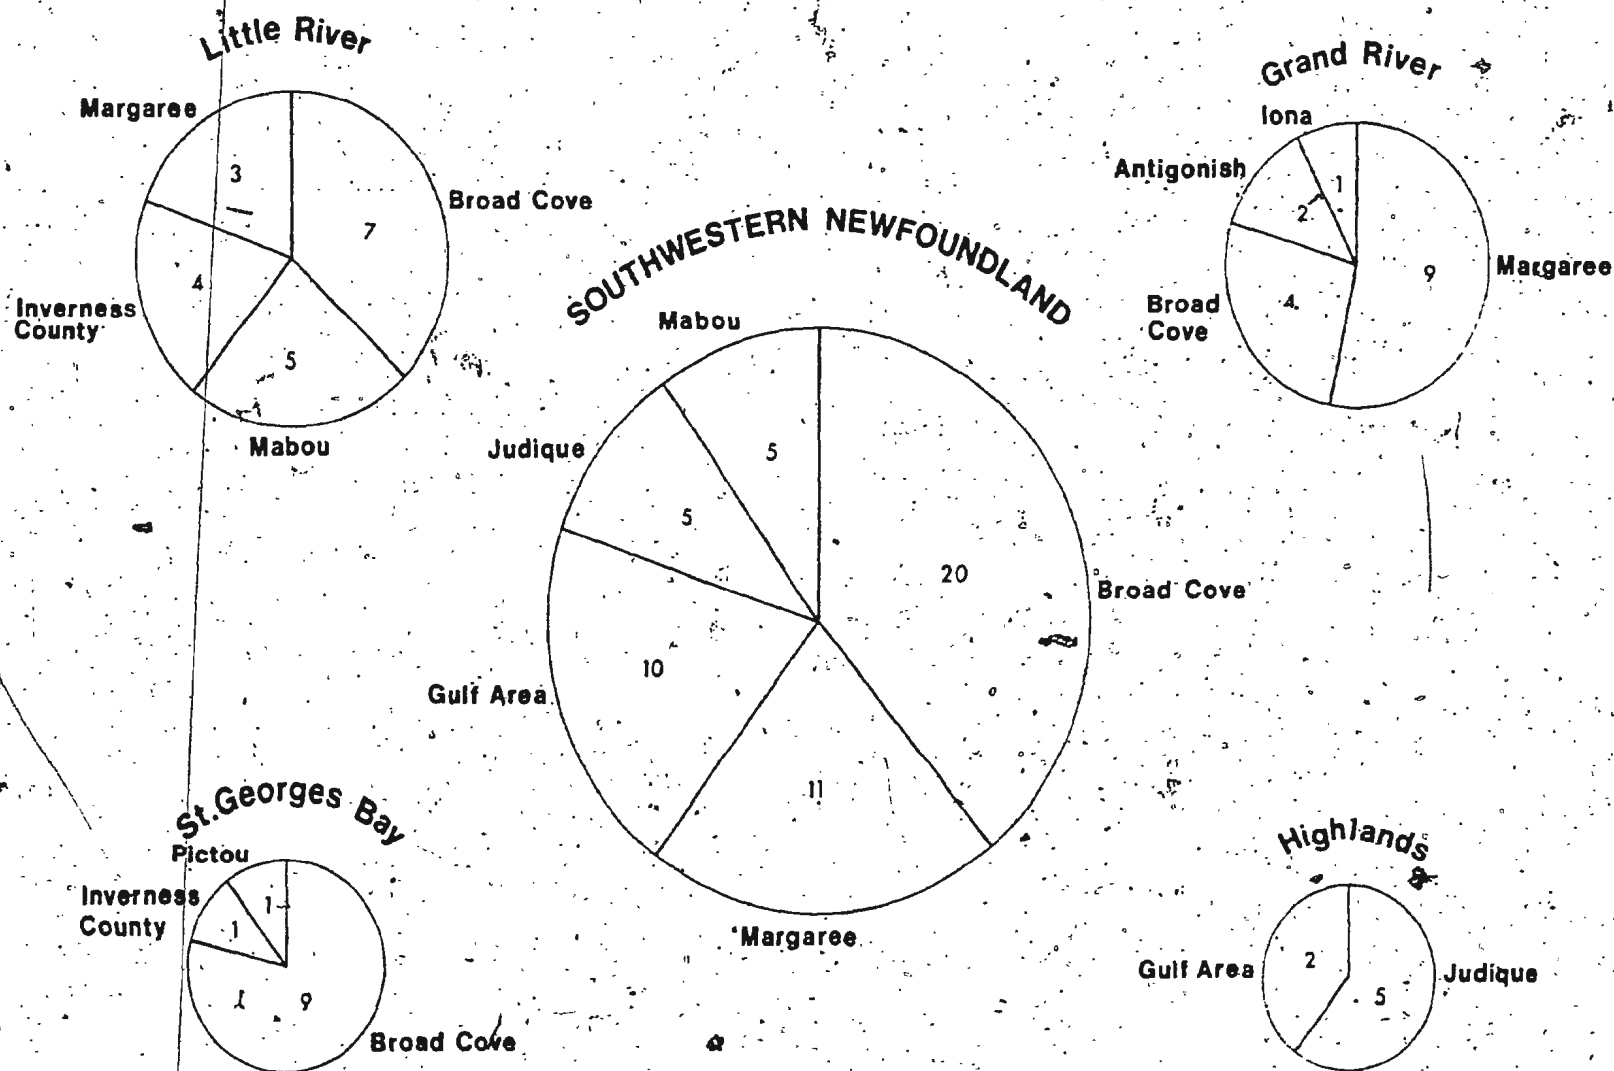 Little River
Margaree
3
7
Broad Cove
4
Inverness
County
5
Mabou
Grand River
Iona
Antigonish
1
2
9
Margaree
Broad
Cove
4
SOUTHWESTERN NEWFOUNDLAND
Mabou
5
Judique
5
20
Broad Cove
10
Gulf Area
11
Margaree
St.Georges Bay
Pictou
Inverness
County
1
1
9
Broad Cove
Highlands
Gulf Area
2
5
Judique